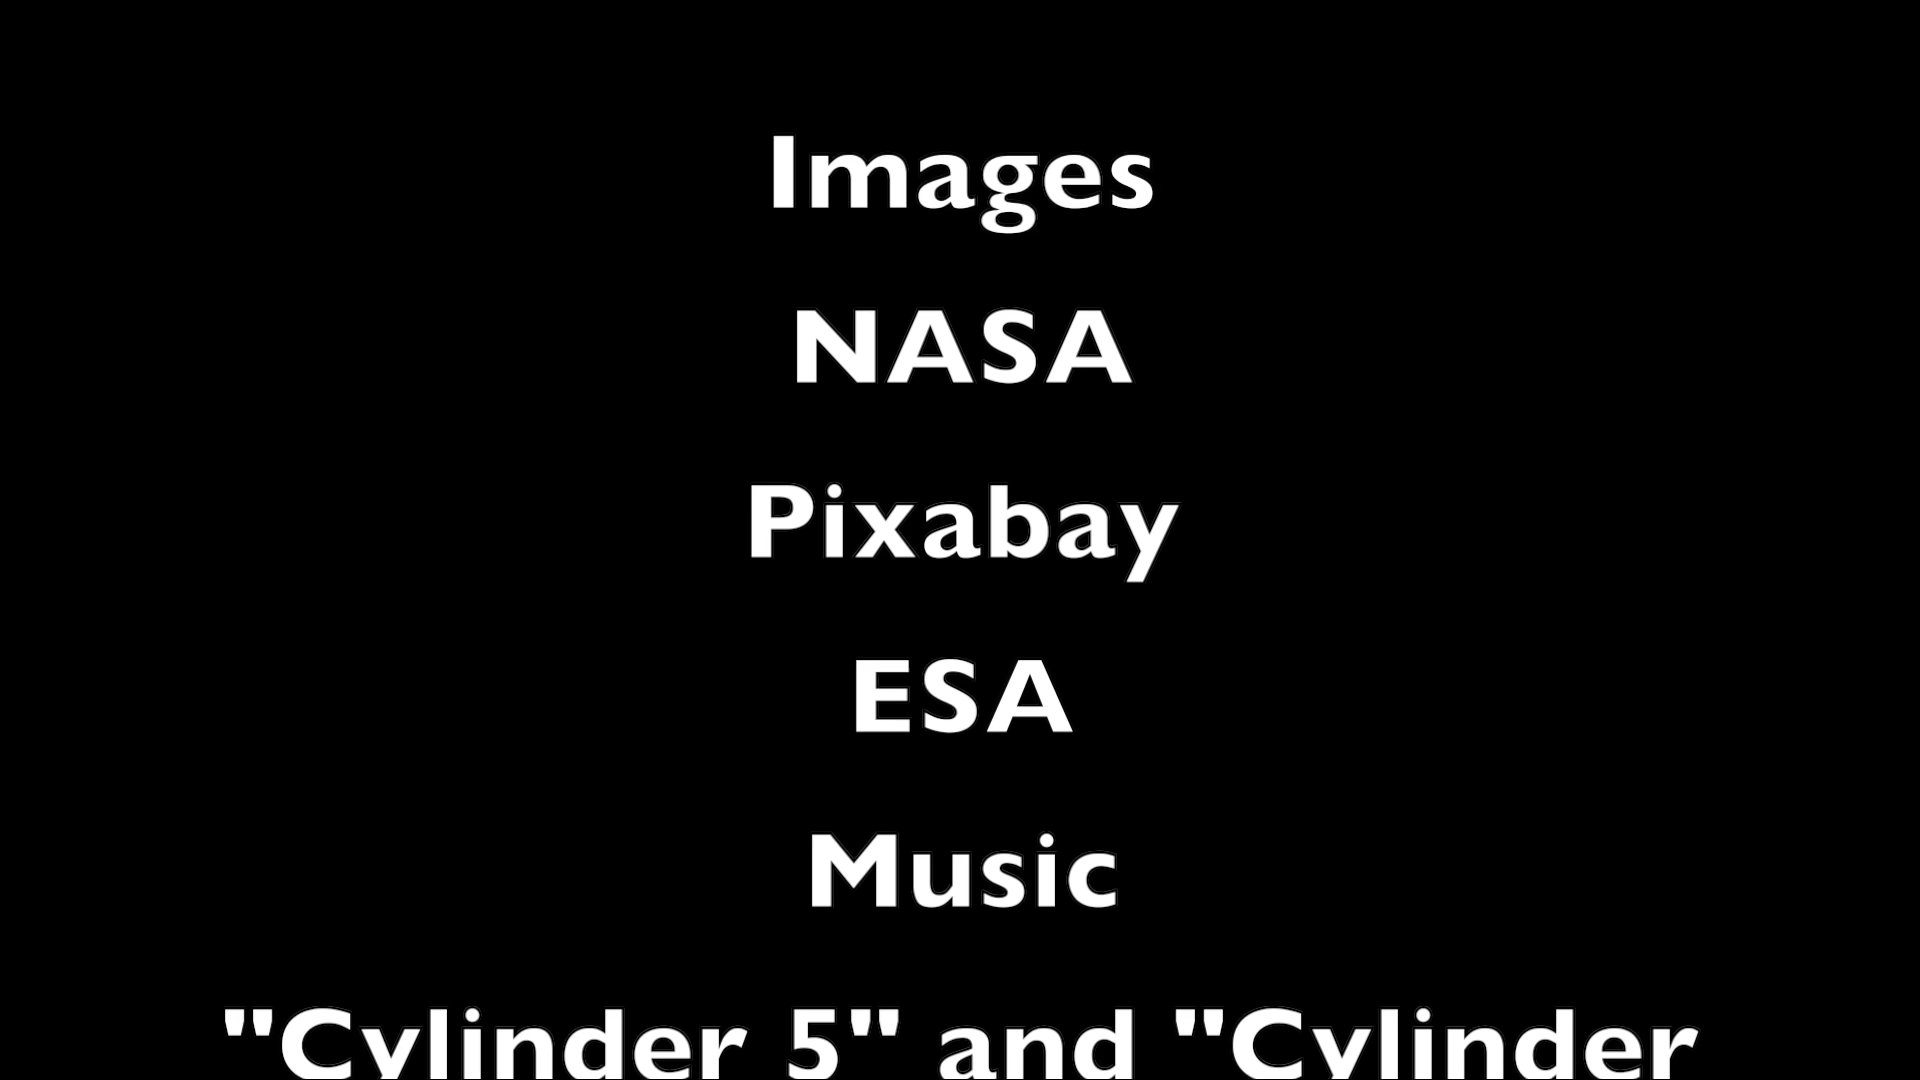 Images
NASA
Pixabay
ESA
Music
"Cylinder 5" and "Cylinder